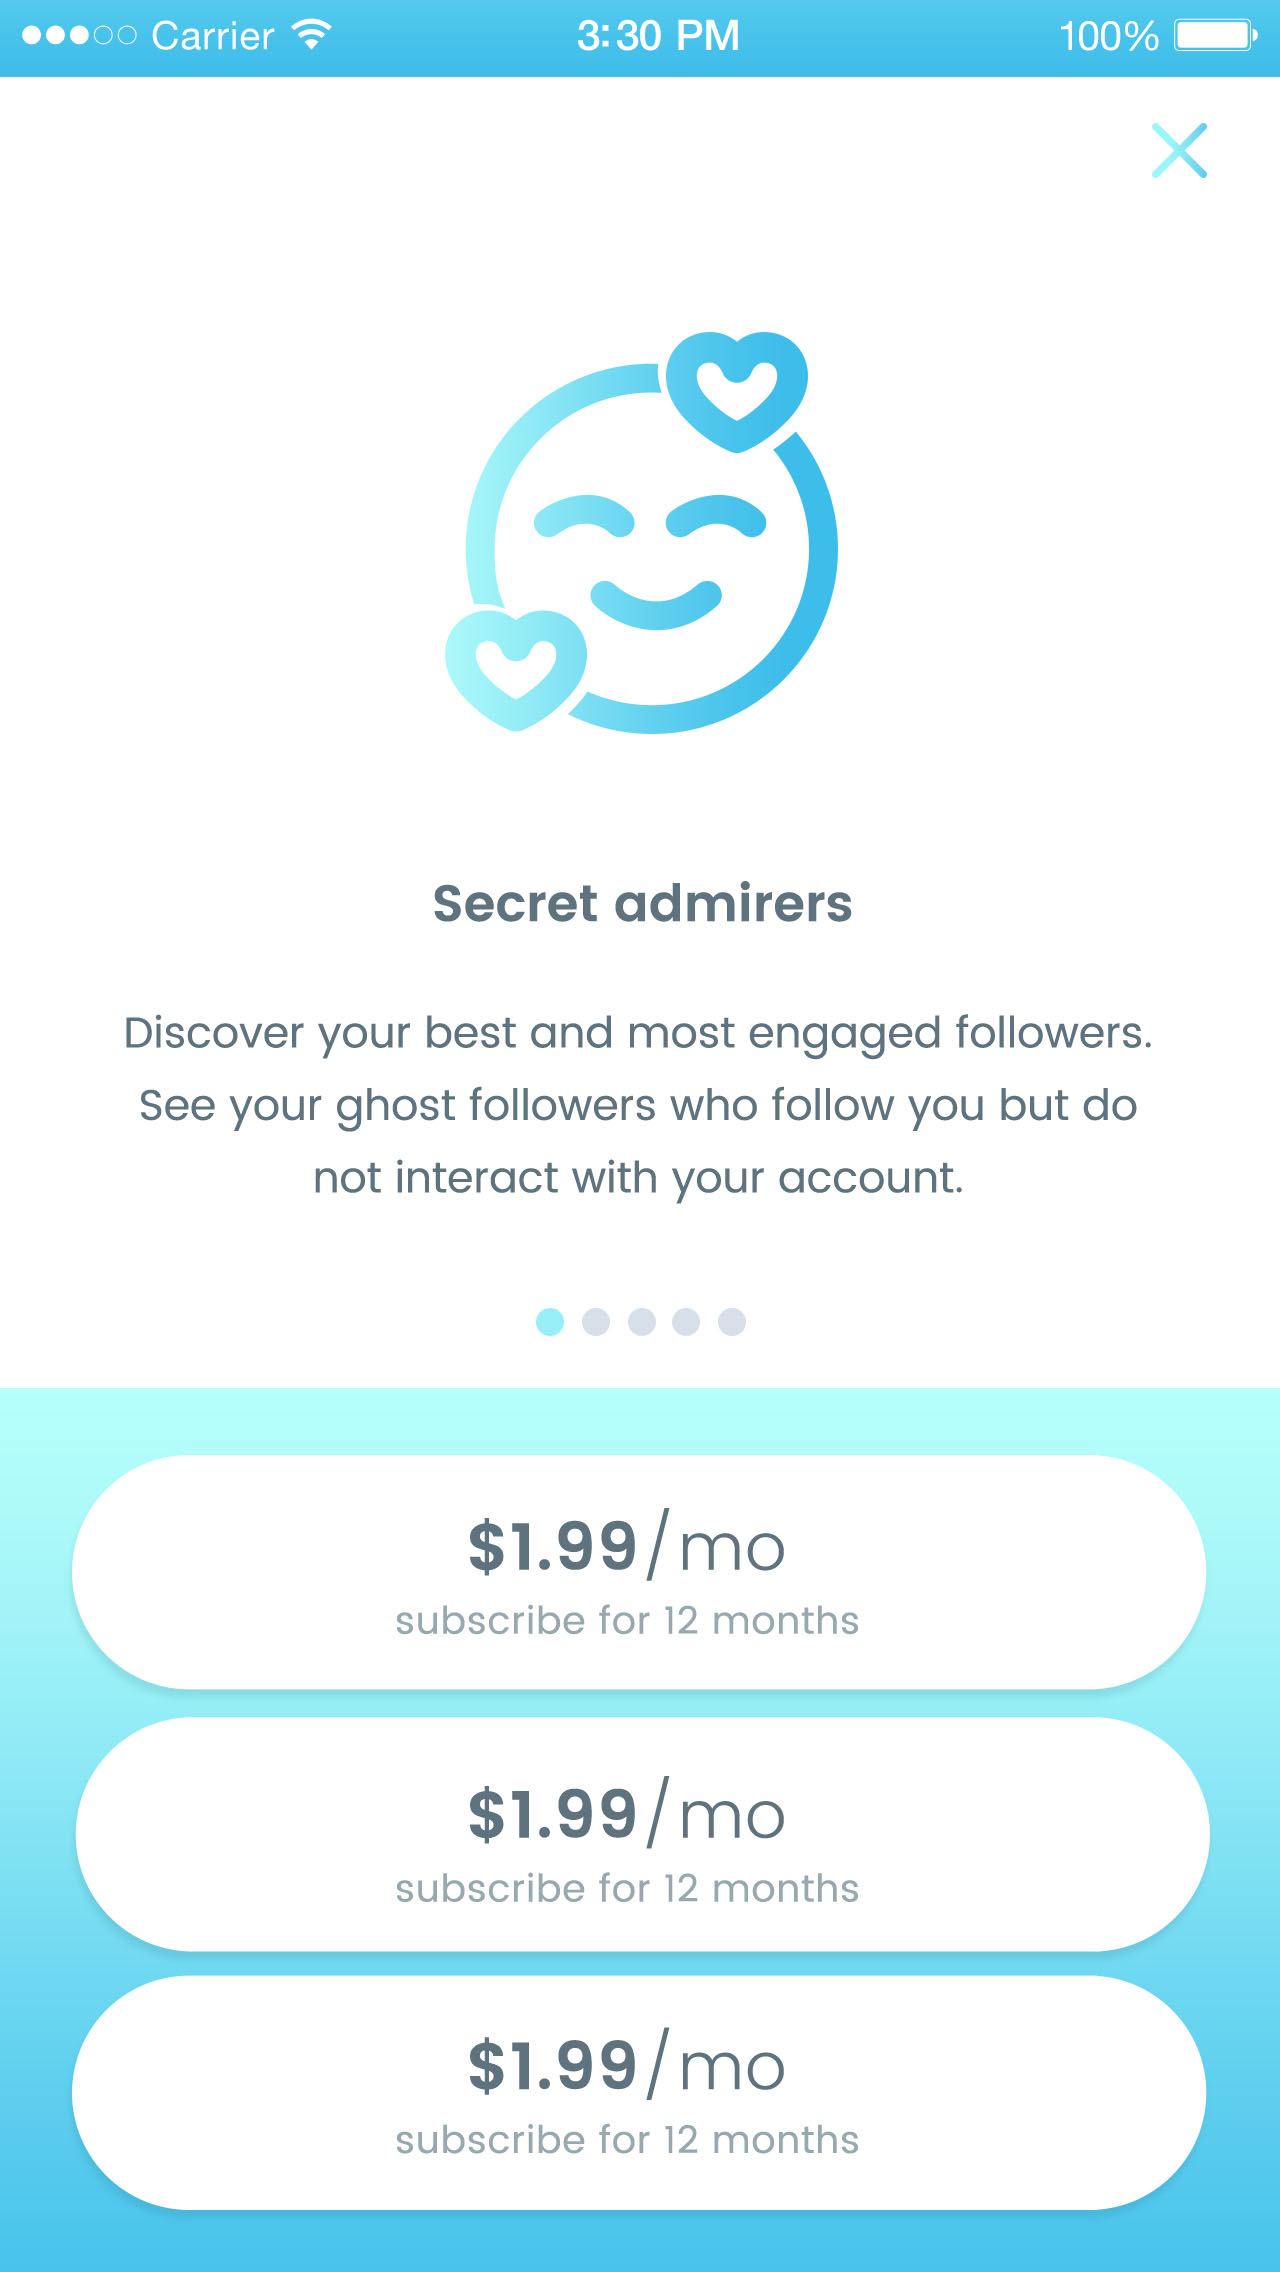 Carrier 3:30 PM 100%
Secret admirers
Discover your best and most engaged followers.
See your ghost followers who follow you but do
not interact with your account.
$1.99/mo
subscribe for 12 months
$1.99/mo
subscribe for 12 months
$1.99/mo
subscribe for 12 months